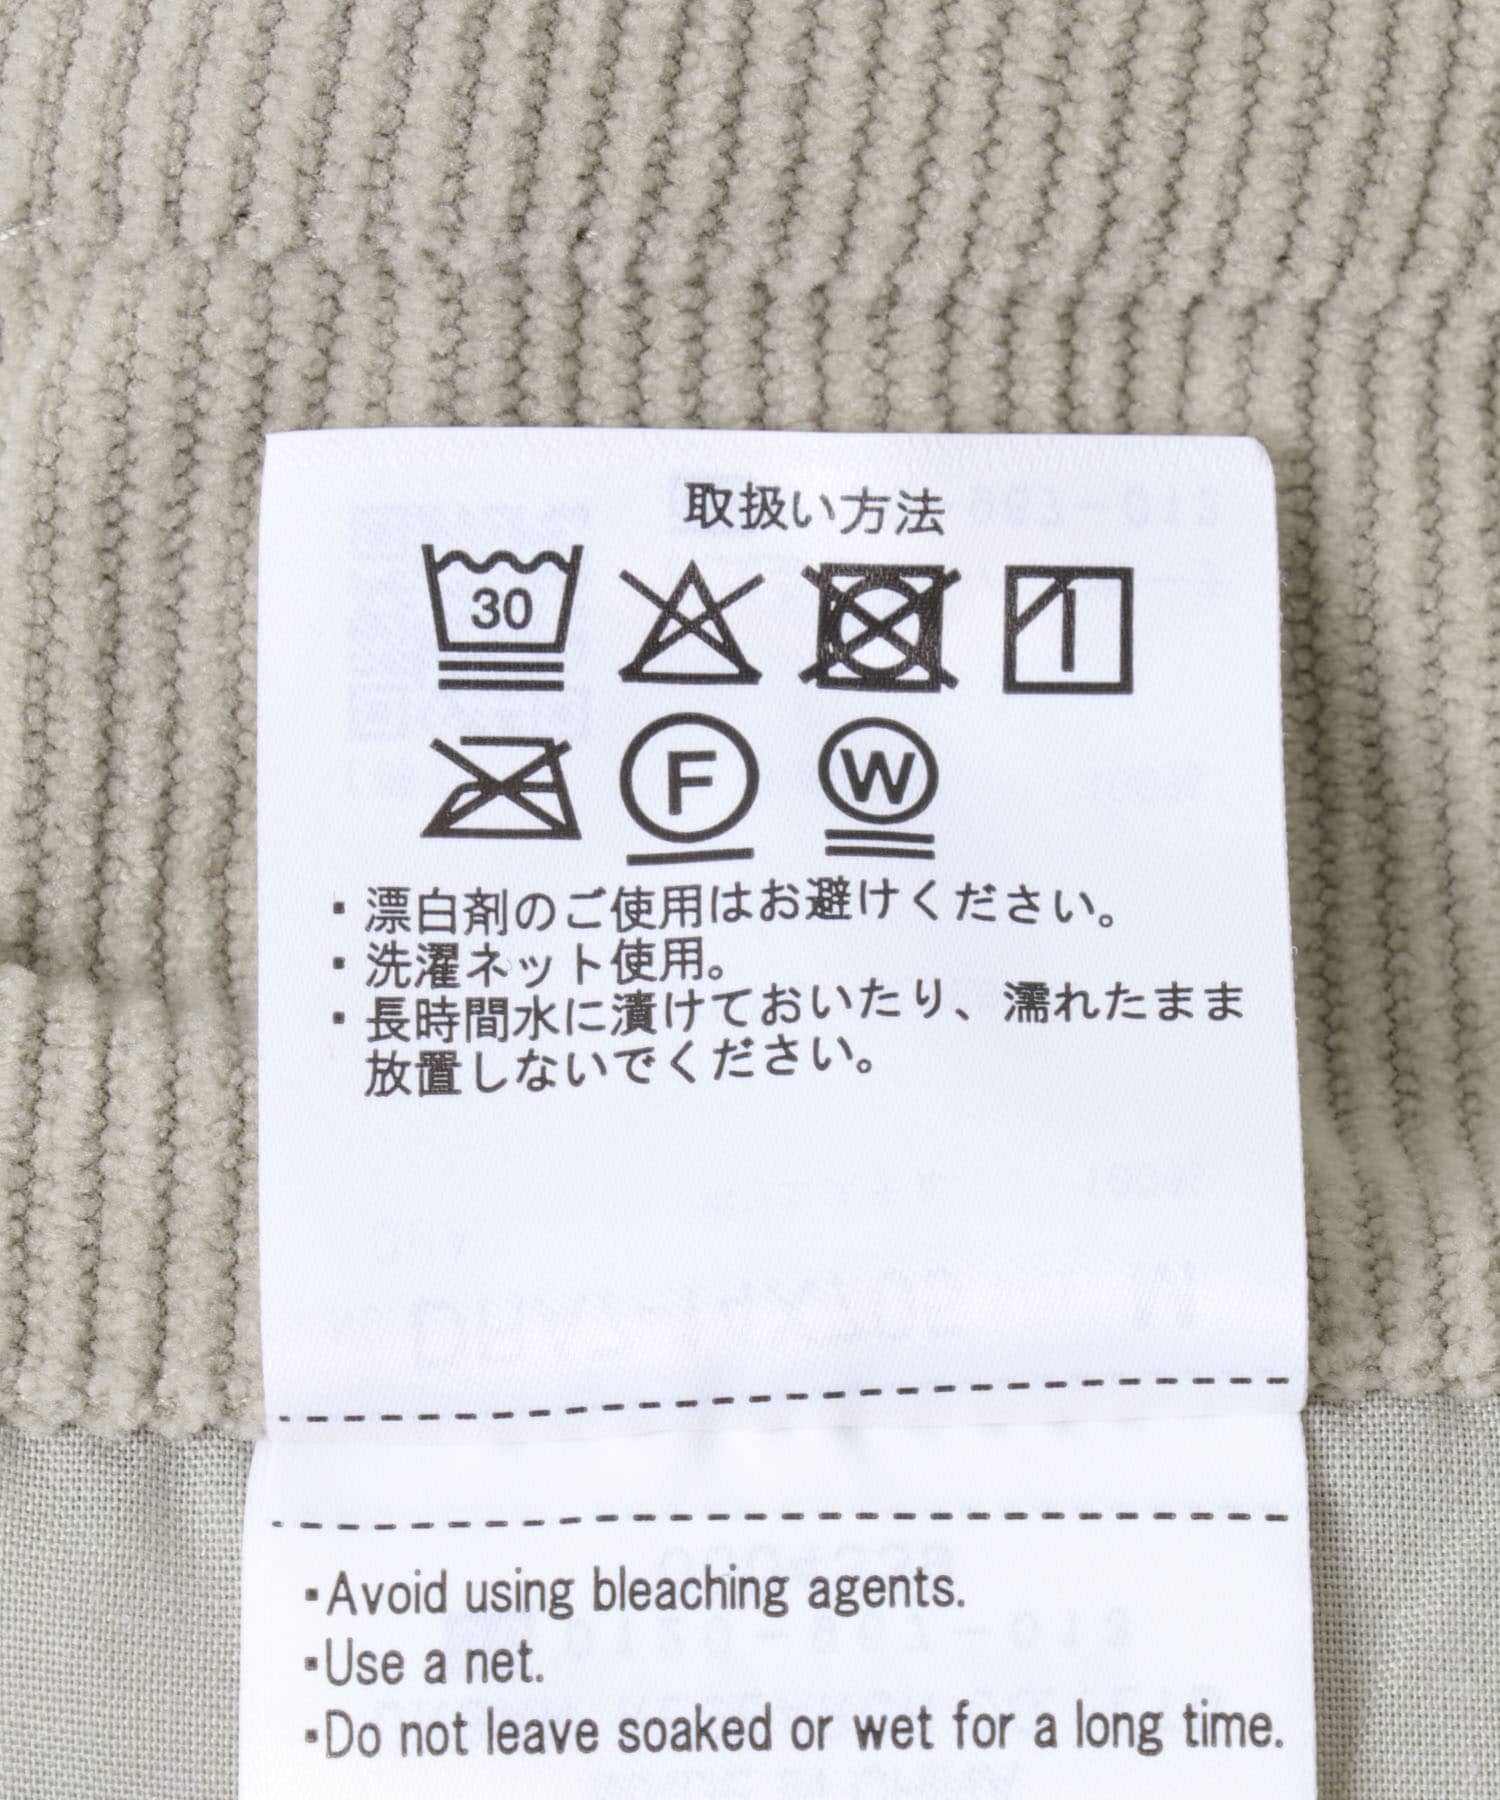 取扱い方法
30
F W
・漂白剤のご使用はお避けください。
・洗濯ネット使用。
・長時間水に漬けておいたり、濡れたまま
放置しないでください。
・Avoid using bleaching agents.
・Use a net.
・Do not leave soaked or wet for a long time.